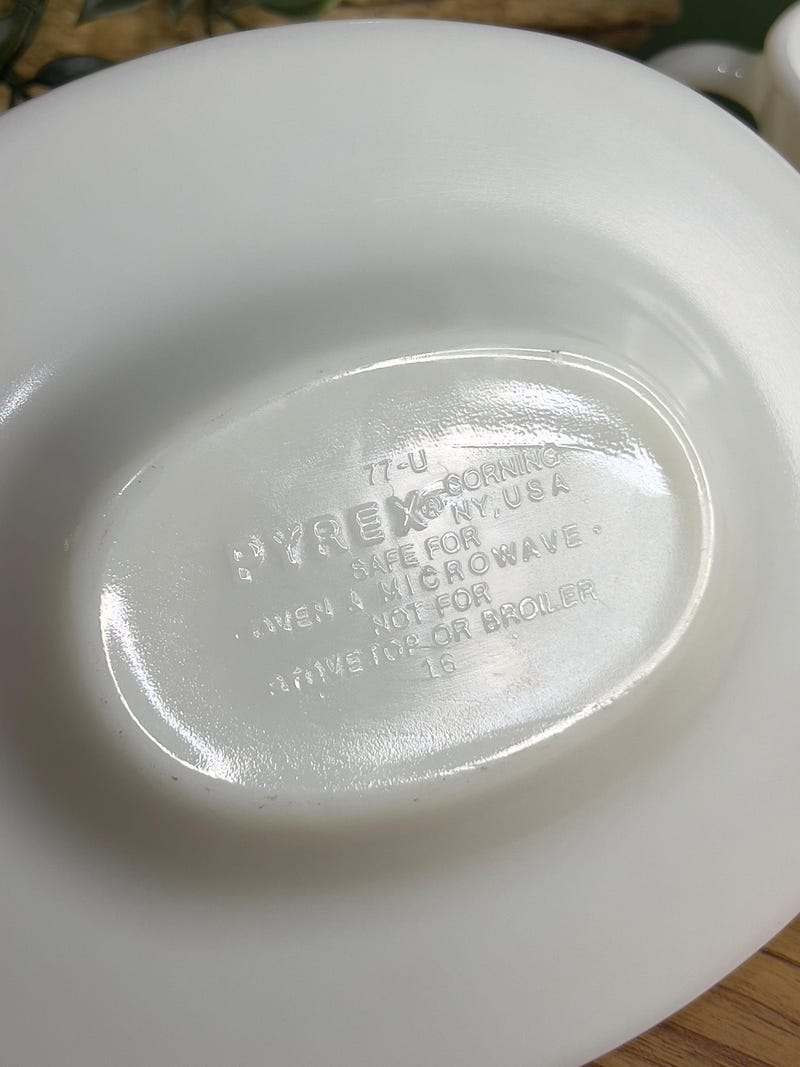 77-U
PYREX® CORNING
NY, USA
SAFE FOR
OVEN & MICROWAVE
NOT FOR
STOVETOP OR BROILER
16